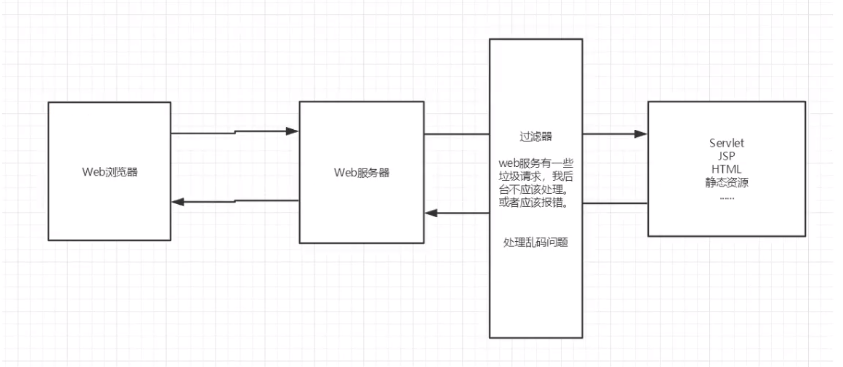 Web浏览器
Web服务器
过滤器
web服务有一些
垃圾请求，我后
台不应该处理。
或者应该报错。
处理乱码问题
Servlet
JSP
HTML
静态资源
......